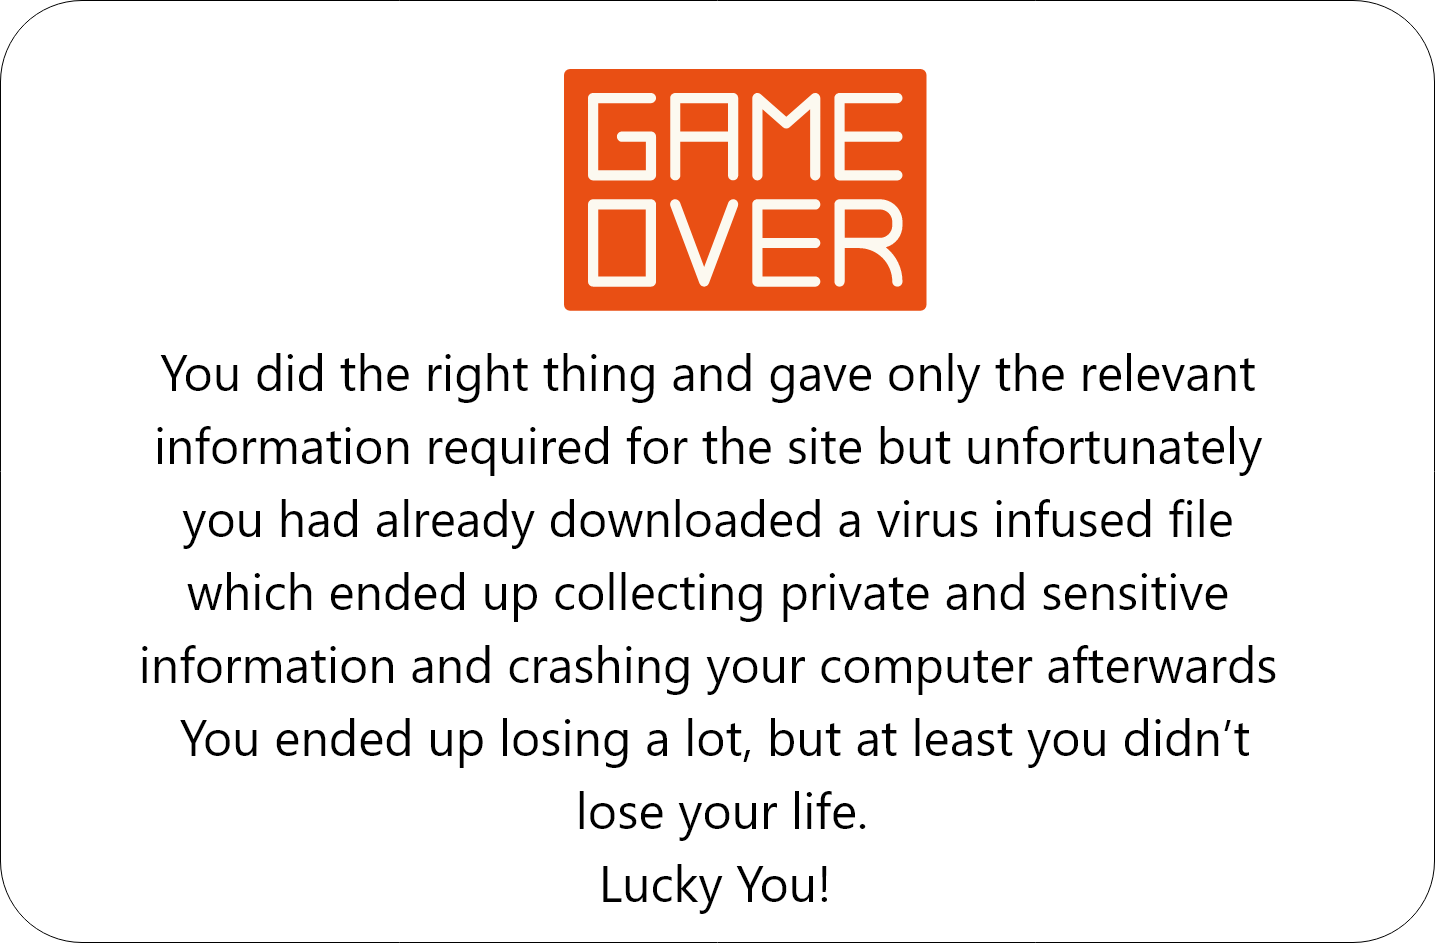 GAME
OVER
You did the right thing and gave only the relevant
information required for the site but unfortunately
you had already downloaded a virus infused file
which ended up collecting private and sensitive
information and crashing your computer afterwards
You ended up losing a lot, but at least you didn’t
lose your life.
Lucky You!